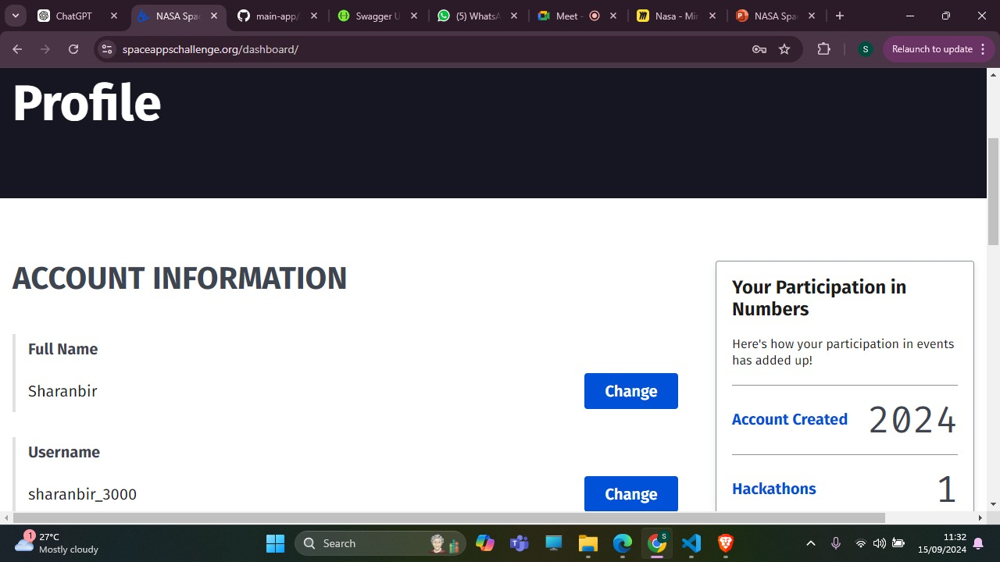 ChatGPT
NASA Spac
main-app/
Swagger U
(5) WhatsA
Meet -
Nasa - Mir
NASA Spa
spaceappschallenge.org/dashboard/
S
Relaunch to update
Profile
ACCOUNT INFORMATION
Full Name
Sharanbir
Change
Username
sharanbir_3000
Change
Your Participation in
Numbers
Here's how your participation in events
has added up!
Account Created 2024
Hackathons 1
1
27°C
Mostly cloudy
Search
S
11:32
15/09/2024